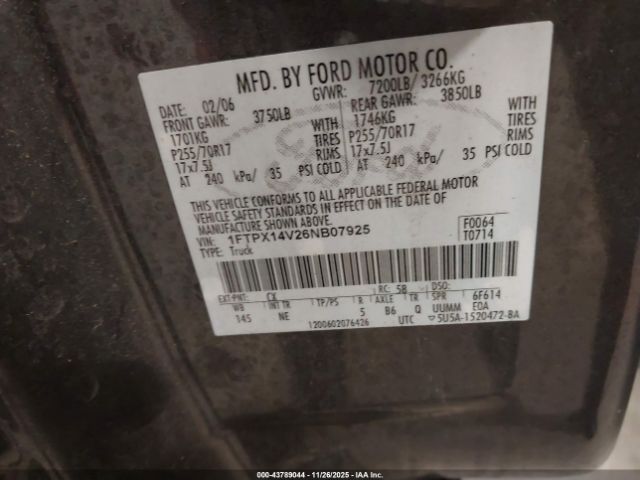 MFD. BY FORD MOTOR CO.
DATE: 02/06 GVWR: 7200LB/ 3266KG
FRONT GAWR: 3750LB REAR GAWR: 3850LB
1701KG WITH 1746KG WITH
P255/70R17 TIRES P255/70R17 TIRES
17x7.5J RIMS 17x7.5J RIMS
AT 240 kPa/ 35 PSI COLD AT 240 kPa/ 35 PSI COLD
THIS VEHICLE CONFORMS TO ALL APPLICABLE FEDERAL MOTOR
VEHICLE SAFETY STANDARDS IN EFFECT ON THE DATE OF
MANUFACTURE SHOWN ABOVE.
VIN: 1FTPX14V26NB07925 F0064
TYPE: Truck T0714
EXT PNT: CX RC: 5B DSO:
WB INT TR TP/PS R AXLE TR SPR 6F614
145 NE 5 B6 Q UUMM EOA
1200602076426 UTC ▽5U5A-1520472-BA
000-43789044 - 11/26/2025 - IAA Inc.